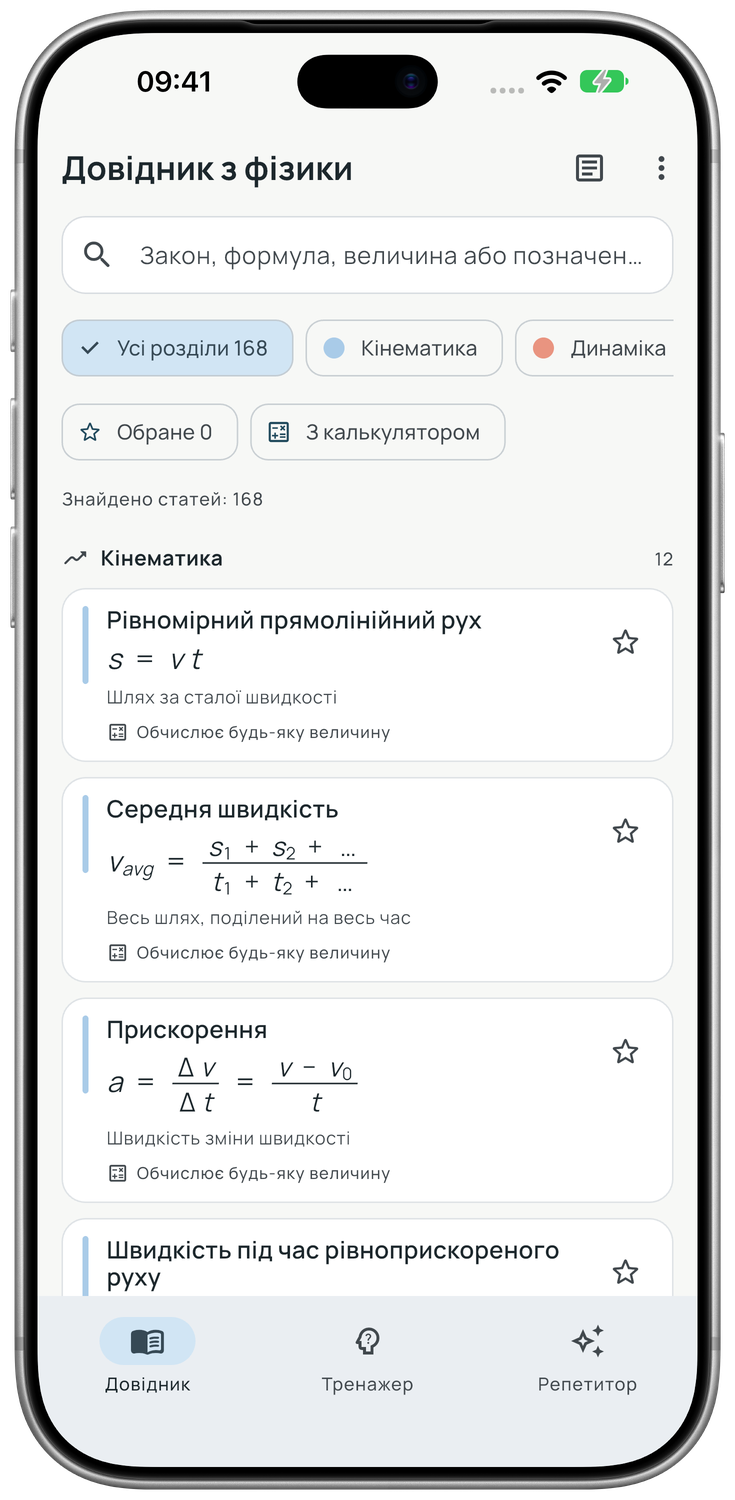 09:41
Довідник з фізики
Закон, формула, величина або позначен…
Усі розділи 168
Кінематика
Динаміка
Обране 0
З калькулятором
Знайдено статей: 168
Кінематика
12
Рівномірний прямолінійний рух
s = v t
Шлях за сталої швидкості
Обчислює будь-яку величину
Середня швидкість
v_avg = (s₁ + s₂ + …) / (t₁ + t₂ + …)
Весь шлях, поділений на весь час
Обчислює будь-яку величину
Прискорення
a = Δ v / Δ t = (v − v₀) / t
Швидкість зміни швидкості
Обчислює будь-яку величину
Швидкість під час рівноприскореного
руху
Довідник
Тренажер
Репетитор